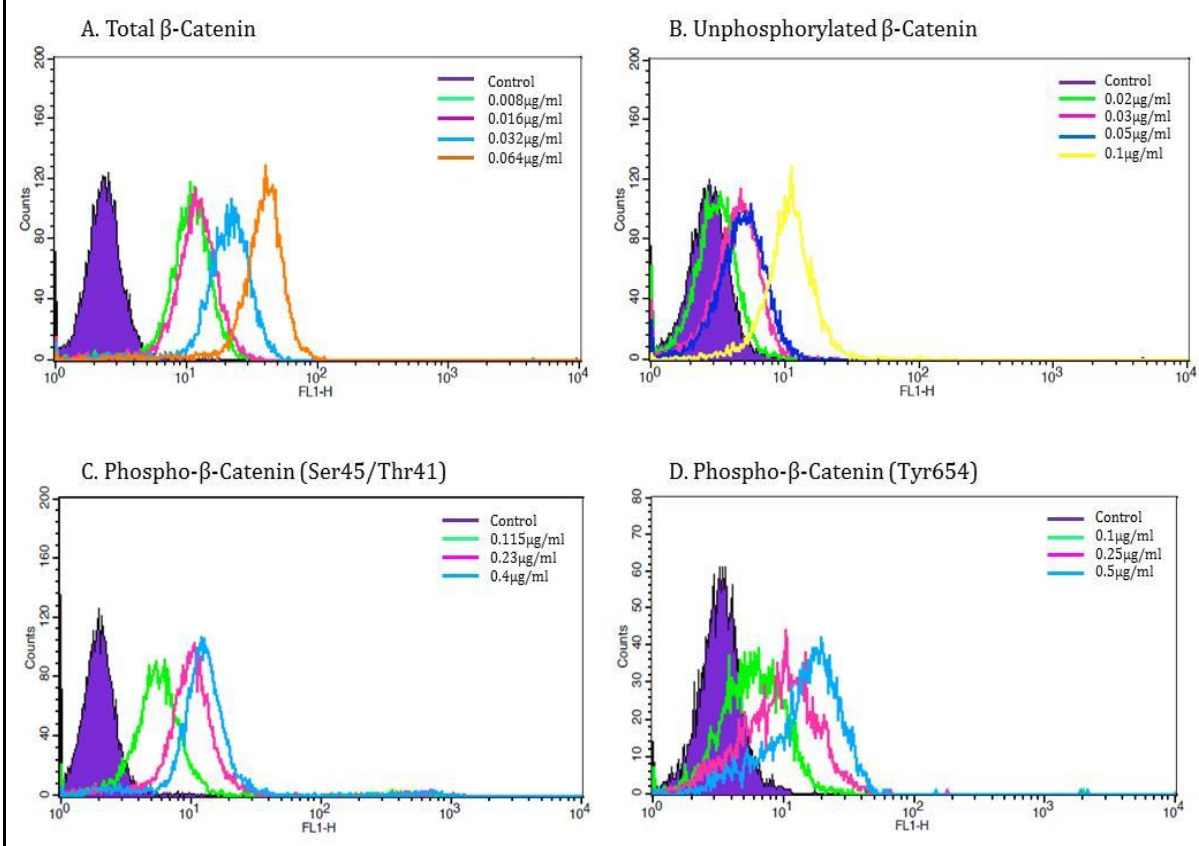 A. Total β-Catenin
200
160
120
80
40
0
Counts
10⁰
10¹
10²
10³
10⁴
FL1-H
Control
0.008µg/ml
0.016µg/ml
0.032µg/ml
0.064µg/ml
B. Unphosphorylated β-Catenin
200
160
120
80
40
0
Counts
10⁰
10¹
10²
10³
10⁴
FL1-H
Control
0.02µg/ml
0.03µg/ml
0.05µg/ml
0.1µg/ml
C. Phospho-β-Catenin (Ser45/Thr41)
200
160
120
80
40
0
Counts
10⁰
10¹
10²
10³
10⁴
FL1-H
Control
0.115µg/ml
0.23µg/ml
0.4µg/ml
D. Phospho-β-Catenin (Tyr654)
80
70
60
50
40
30
20
10
0
Counts
10⁰
10¹
10²
10³
10⁴
FL1-H
Control
0.1µg/ml
0.25µg/ml
0.5µg/ml